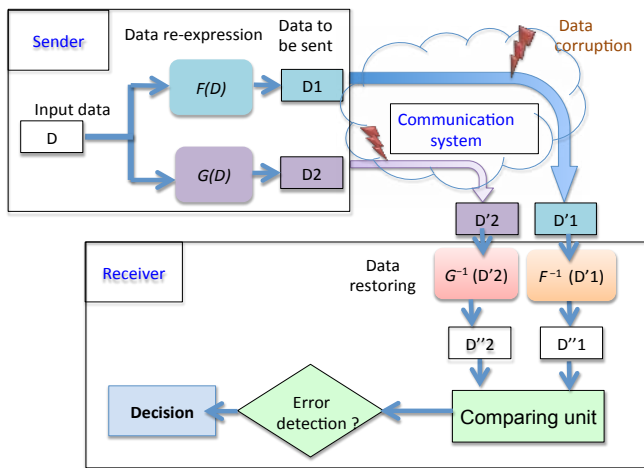 Sender
Data re-expression
Data to
be sent
Data
corruption
Input data
D
F(D)
D1
G(D)
D2
Communication
system
D'2
D'1
Receiver
Data
restoring
G⁻¹ (D'2)
F⁻¹ (D'1)
D''2
D''1
Decision
Error
detection ?
Comparing unit